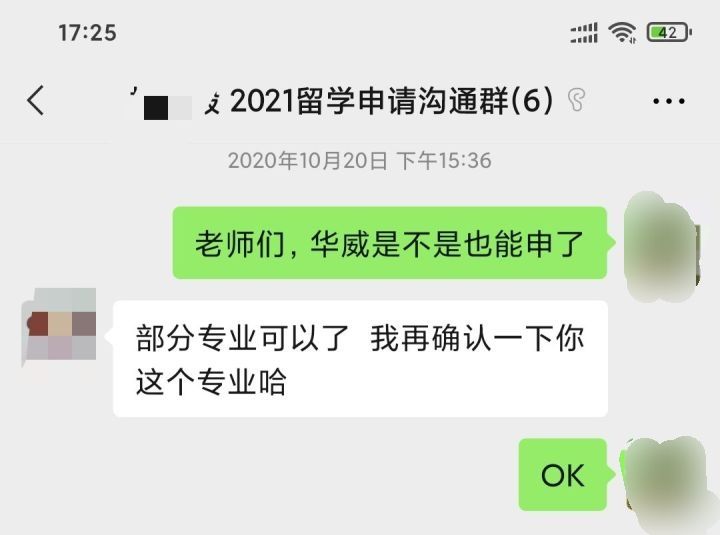 17:25
42
2021留学申请沟通群(6)
2020年10月20日 下午15:36
老师们，华威是不是也能申了
部分专业可以了 我再确认一下你
这个专业哈
OK